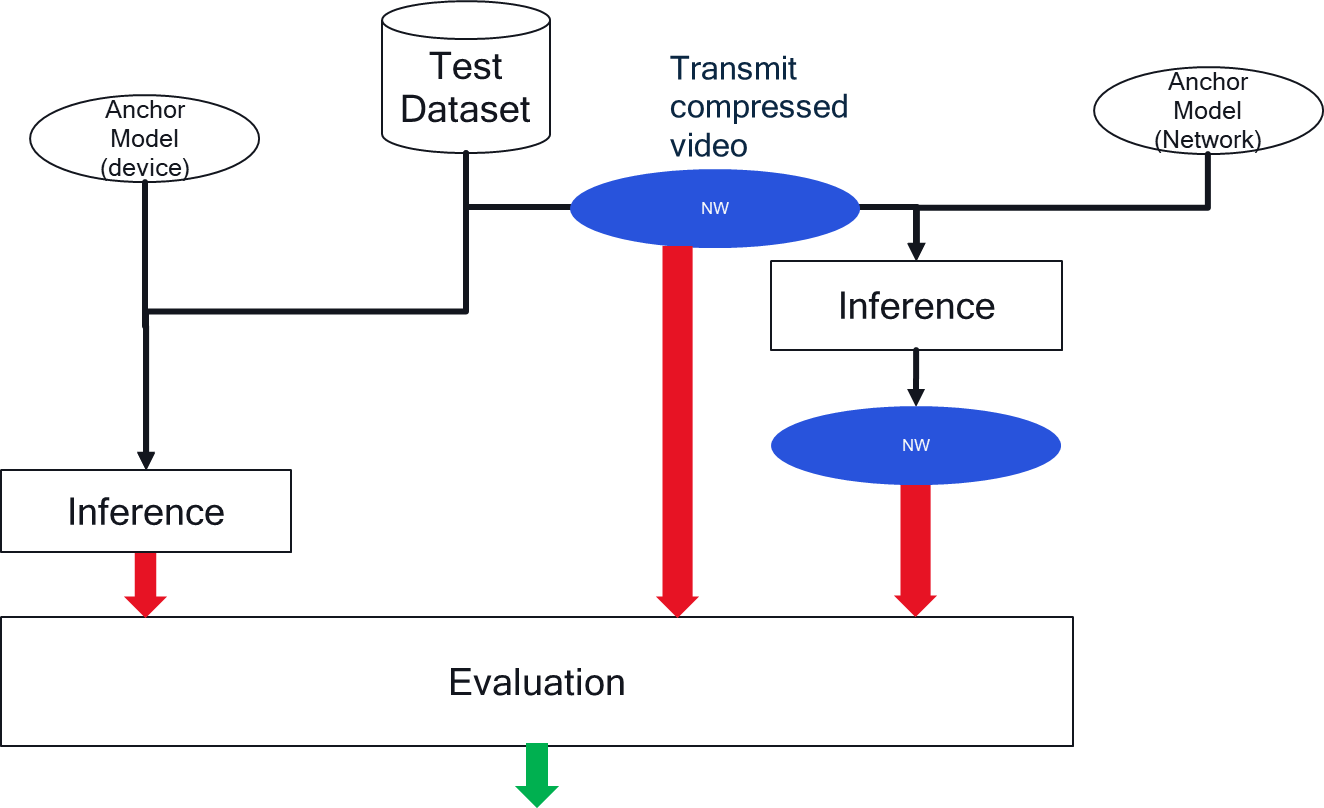 Test
Dataset
Transmit
compressed
video
Anchor
Model
(device)
Anchor
Model
(Network)
NW
Inference
NW
Inference
Evaluation